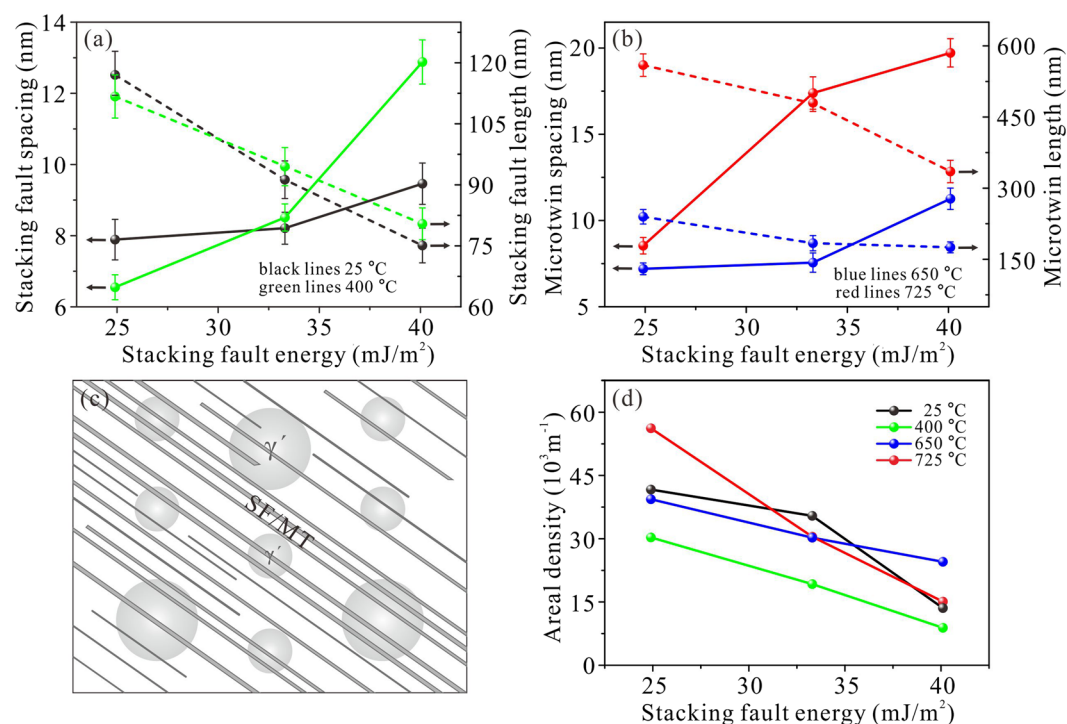 (a)
14
12
10
8
6
Stacking fault spacing (nm)
120
105
90
75
60
Stacking fault length (nm)
black lines 25 °C
green lines 400 °C
25 30 35 40
Stacking fault energy (mJ/m²)
(b)
20
15
10
5
Microtwin spacing (nm)
600
450
300
150
Microtwin length (nm)
blue lines 650 °C
red lines 725 °C
25 30 35 40
Stacking fault energy (mJ/m²)
(c)
γ′
SF/MT
γ′
(d)
60
45
30
15
0
Areal density (10³m⁻¹)
25 °C
400 °C
650 °C
725 °C
25 30 35 40
Stacking fault energy (mJ/m²)